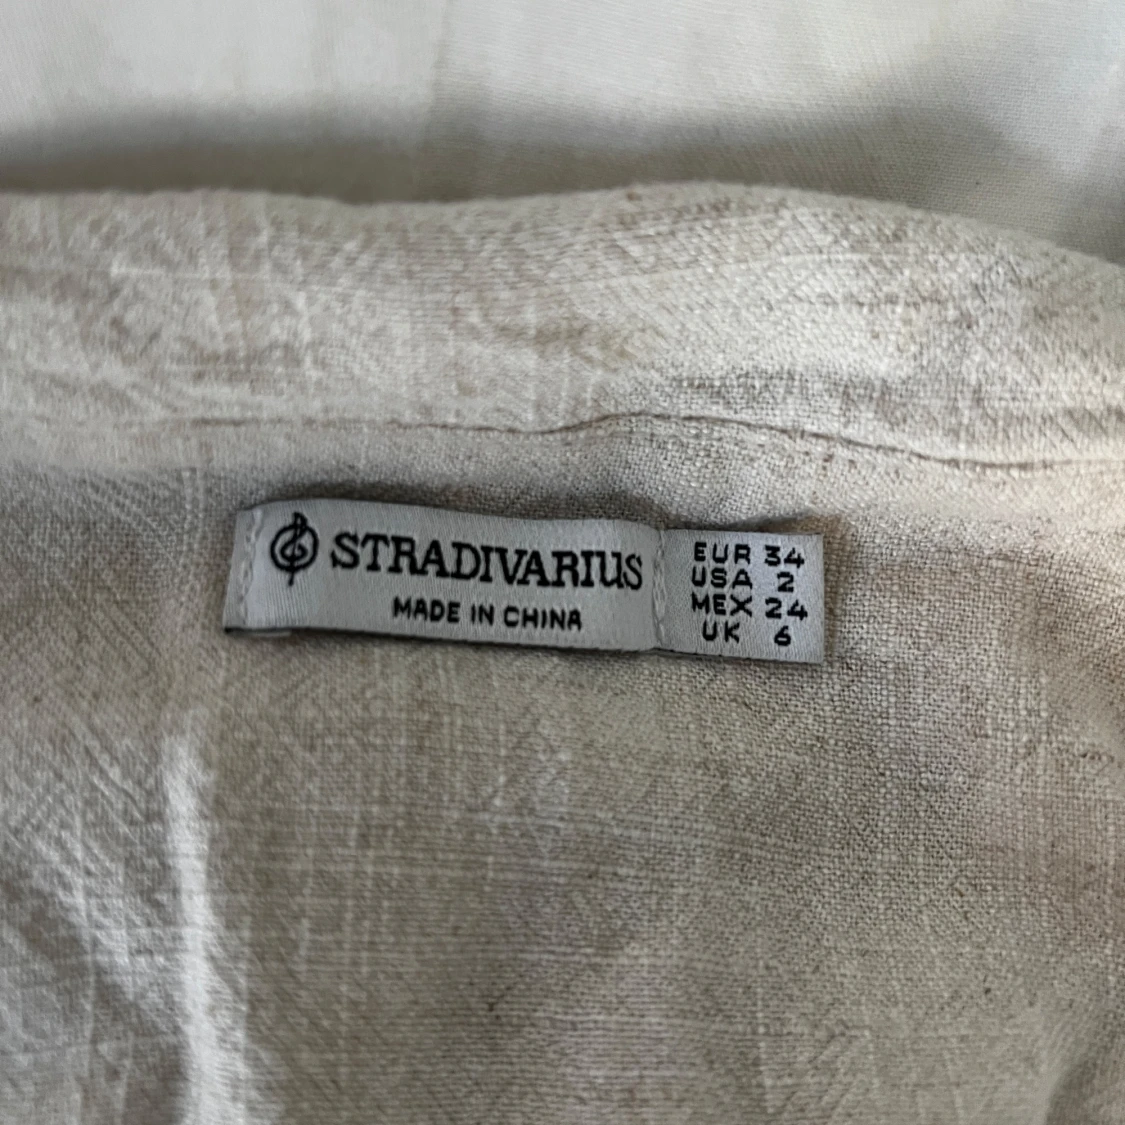 STRADIVARIUS
MADE IN CHINA
EUR 34
USA 2
MEX 24
UK 6